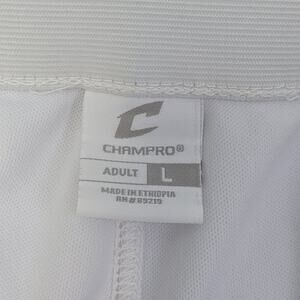 CHAMPRO®
ADULT L
MADE IN ETHIOPIA
RN# 89219